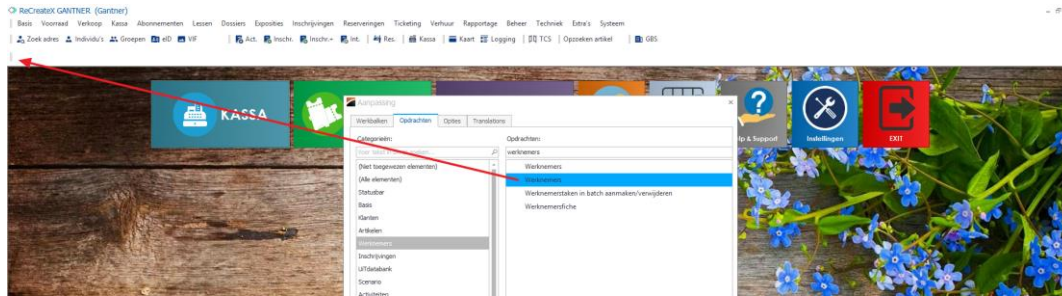 ReCreateX GANTNER (Gantner)
Basis Voorraad Verkoop Kassa Abonnementen Lessen Dossiers Exposities Inschrijvingen Reserveringen Ticketing Verhuur Rapportage Beheer Techniek Extra's Systeem
Zoek adres Individu's Groepen eID VIF Act. Inschr. Inschr.+ Int. Res. Kassa Kaart Logging TCS Opzoeken artikel GBS
KASSA
Aanpassing
Werkbalken Opdrachten Opties Translations
Categorieën: Opdrachten:
werknemers
(Niet toegewezen elementen) Werknemers
(Alle elementen) Werknemers
Statusbar Werknemerstaken in batch aanmaken/verwijderen
Basis Werknemersfiche
Klanten
Artikelen
Werknemers
Inschrijvingen
UiTdatabank
Scenario
Activiteiten
lp & Support
Instellingen
EXIT